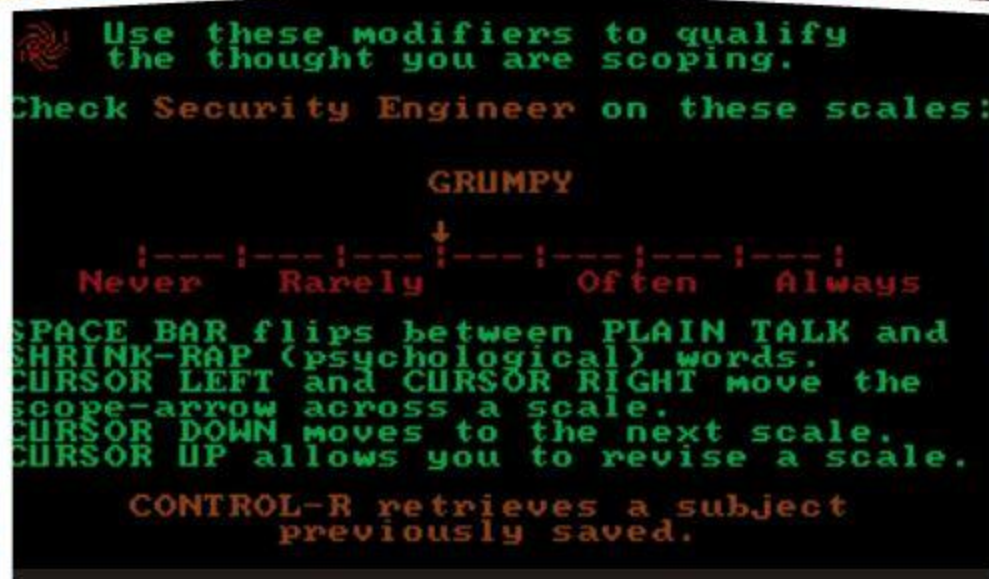 Use these modifiers to qualify
the thought you are scoping.
Check Security Engineer on these scales:
GRUMPY
Never Rarely Often Always
SPACE BAR flips between PLAIN TALK and
SHRINK-RAP (psychological) words.
CURSOR LEFT and CURSOR RIGHT move the
scope-arrow across a scale.
CURSOR DOWN moves to the next scale.
CURSOR UP allows you to revise a scale.
CONTROL-R retrieves a subject
previously saved.